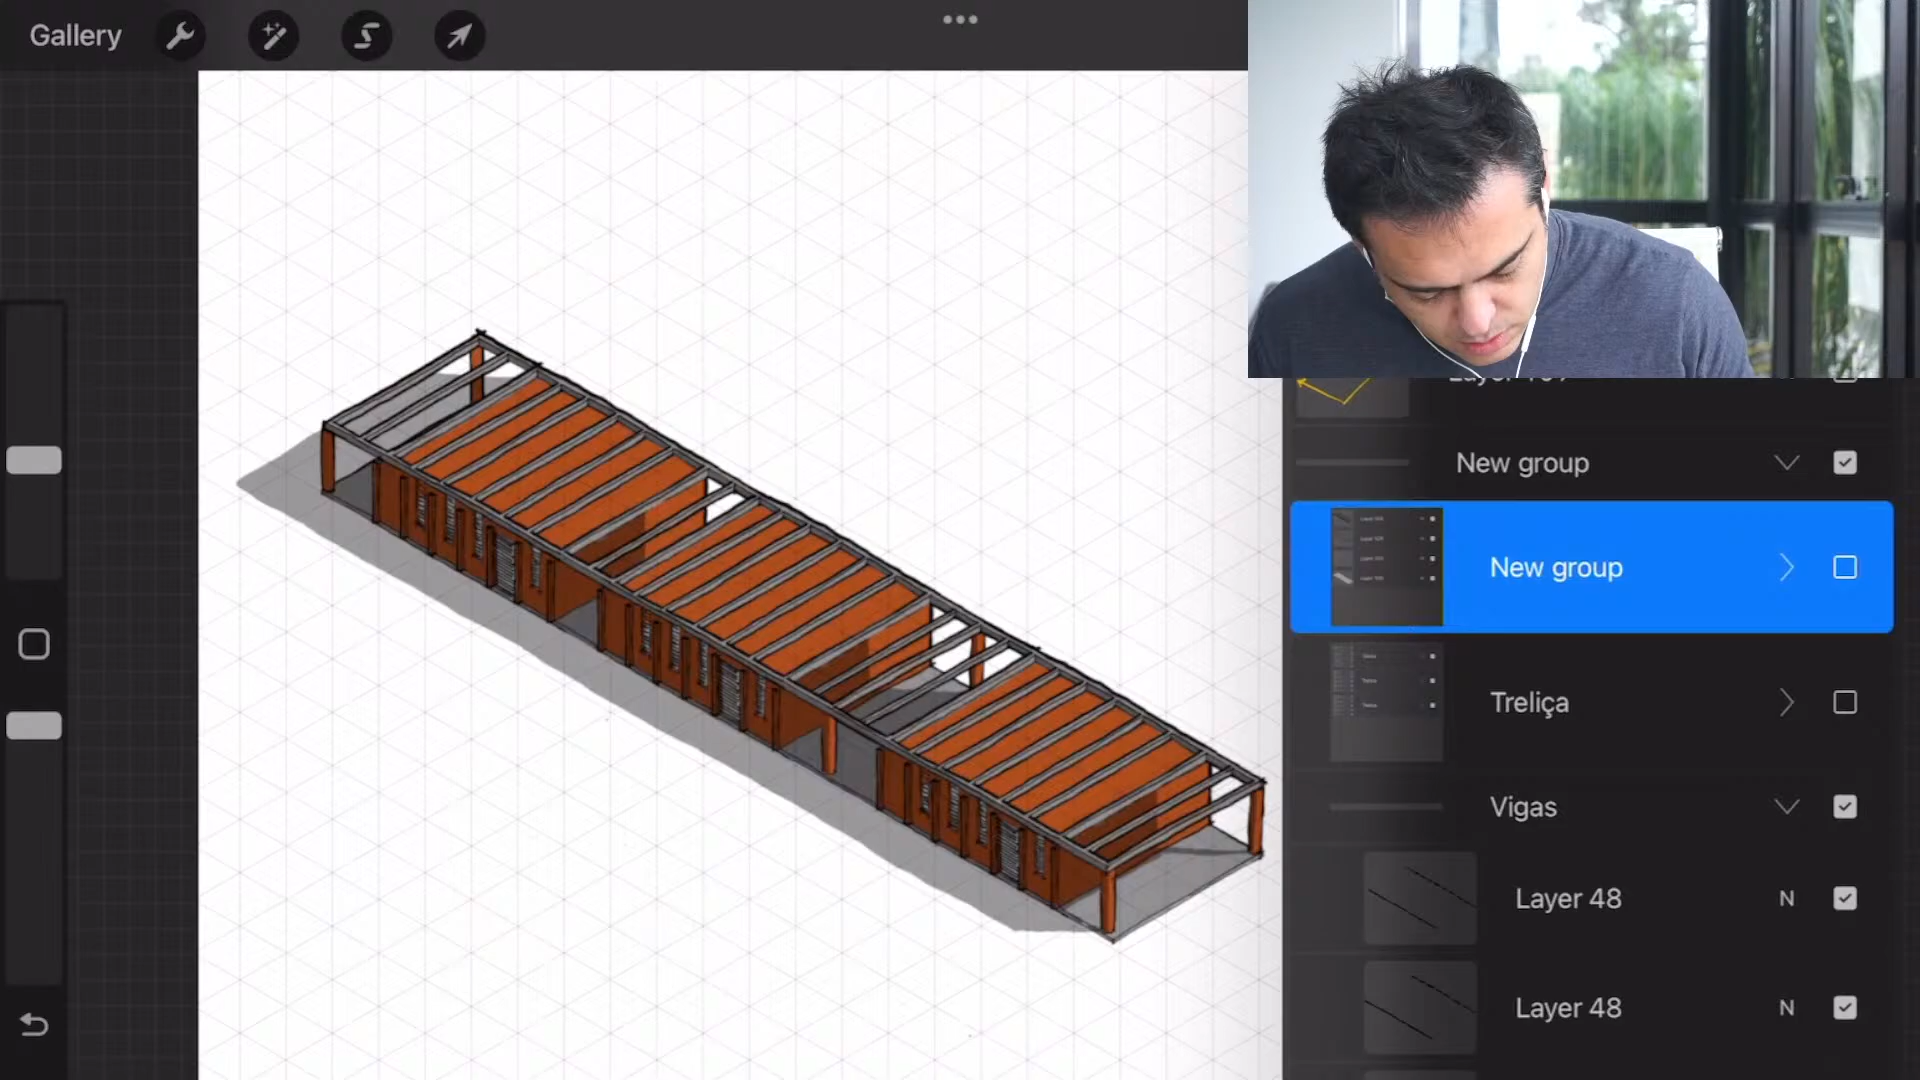 Gallery
New group
New group
Treliça
Vigas
Layer 48 N
Layer 48 N